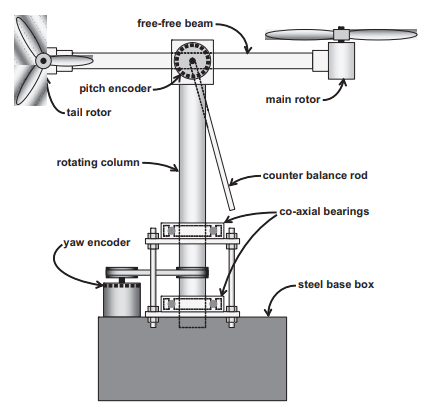 free-free beam
pitch encoder
main rotor
tail rotor
rotating column
counter balance rod
co-axial bearings
yaw encoder
steel base box